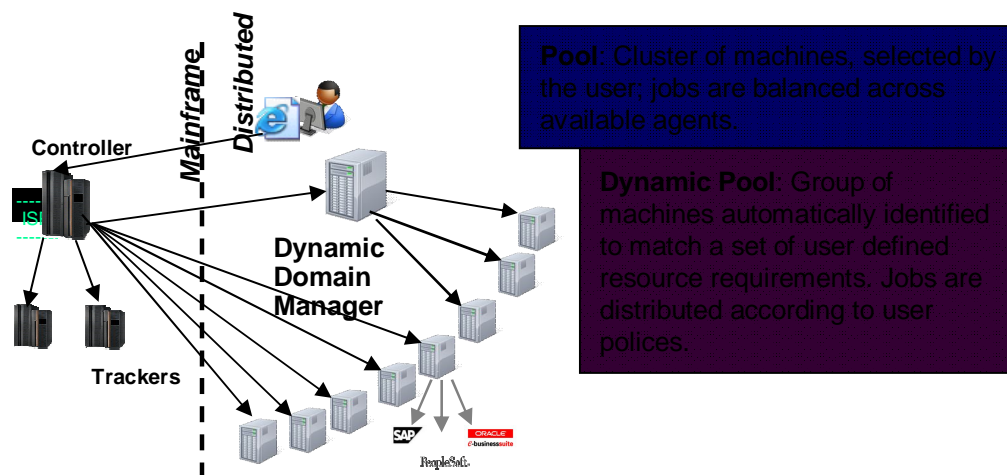 Mainframe
Distributed
Controller
ISP
Trackers
Dynamic
Domain
Manager
SAP
PeopleSoft.
ORACLE
e-businesssuite
Pool: Cluster of machines, selected by
the user; jobs are balanced across
available agents.
Dynamic Pool: Group of
machines automatically identified
to match a set of user defined
resource requirements. Jobs are
distributed according to user
polices.